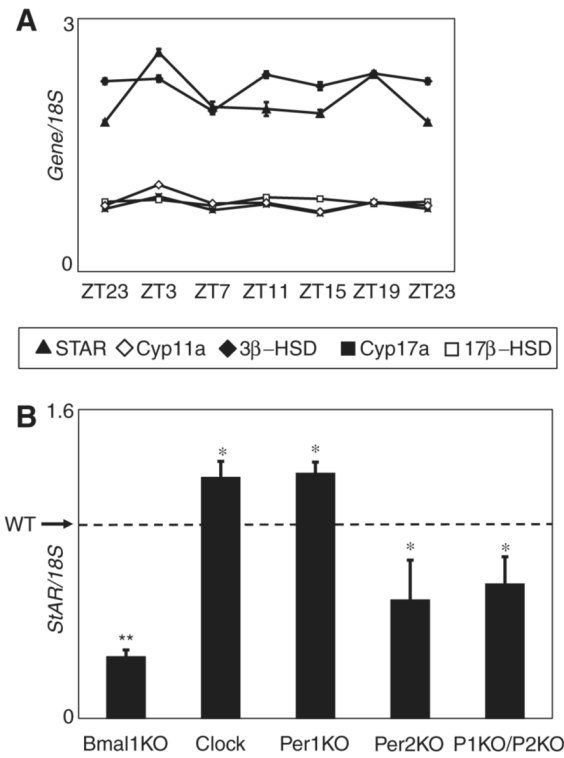 A
3
Gene/18S
0
ZT23 ZT3 ZT7 ZT11 ZT15 ZT19 ZT23
STAR Cyp11a 3β–HSD Cyp17a 17β–HSD
B
1.6
* *
WT
* *
StAR/18S
**
0
Bmal1KO Clock Per1KO Per2KO P1KO/P2KO